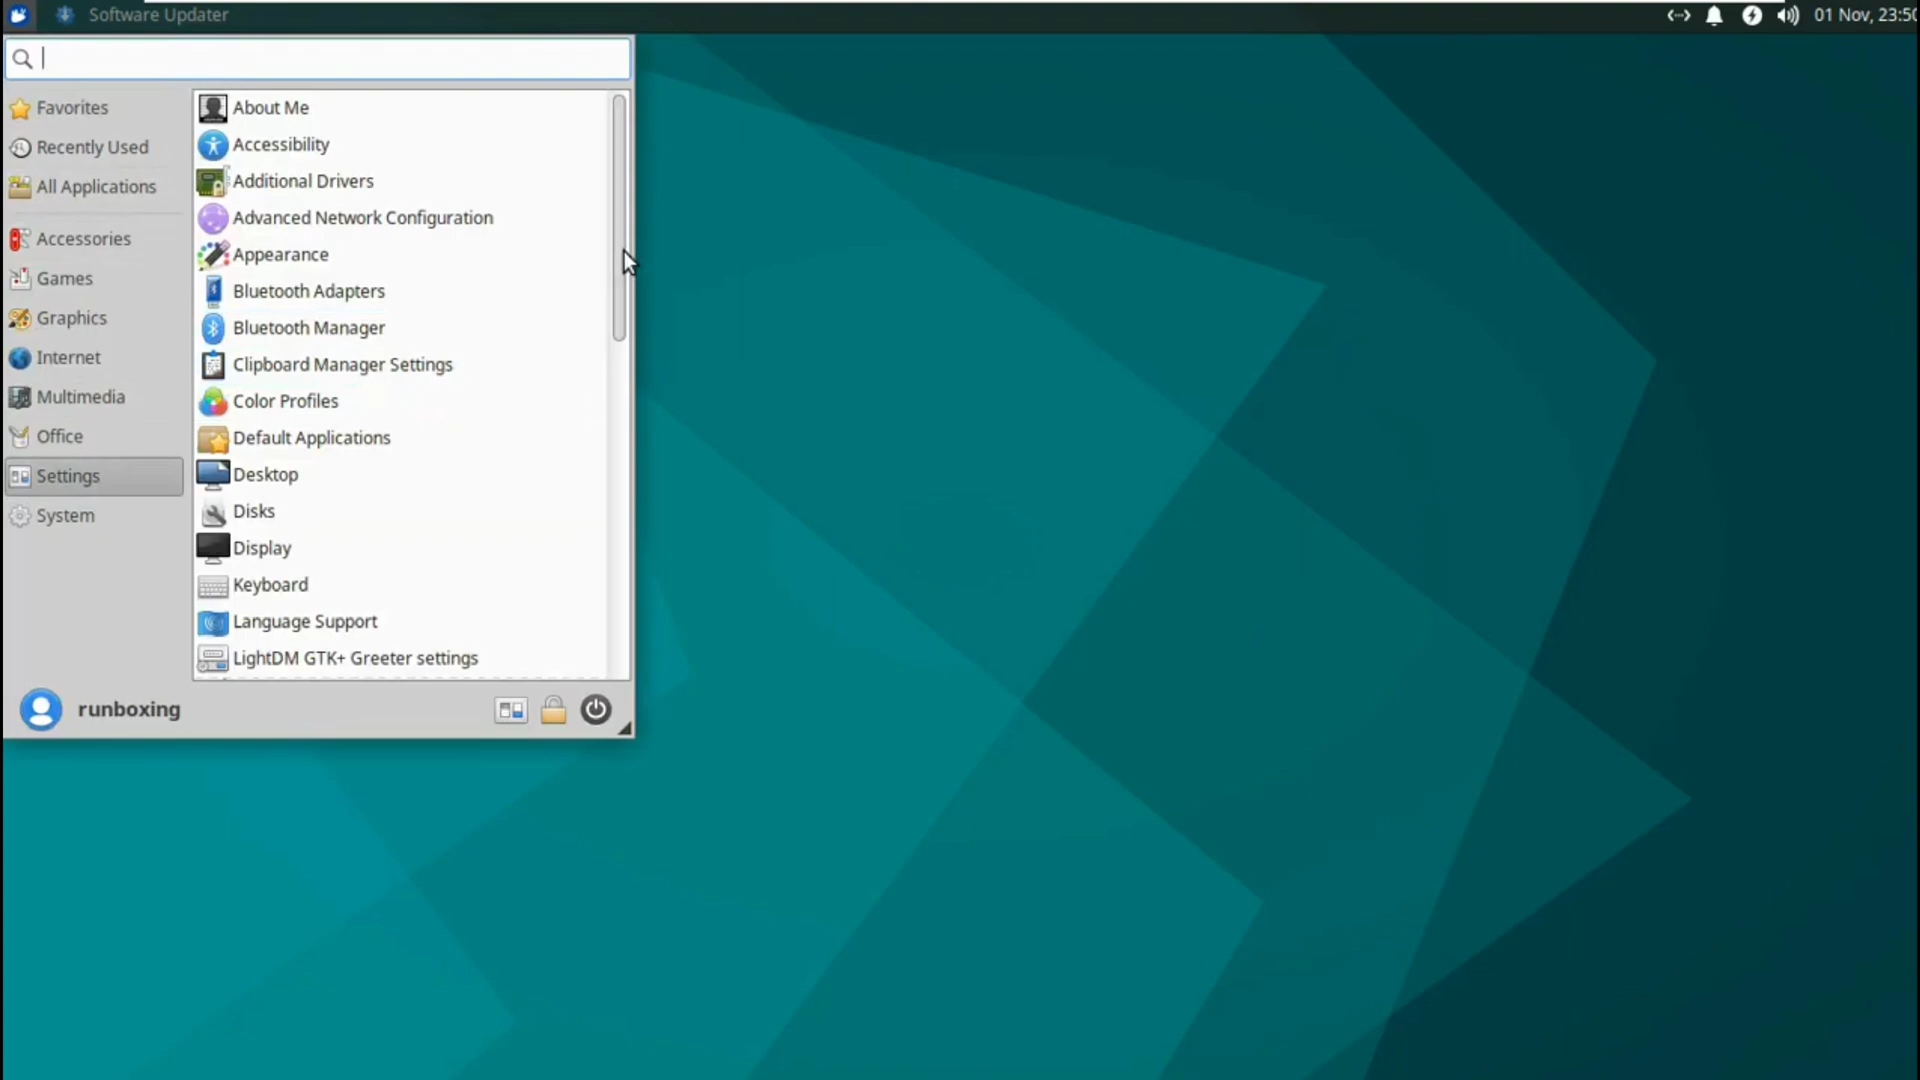 Software Updater
01 Nov, 23:50
Favorites
Recently Used
All Applications
Accessories
Games
Graphics
Internet
Multimedia
Office
Settings
System
About Me
Accessibility
Additional Drivers
Advanced Network Configuration
Appearance
Bluetooth Adapters
Bluetooth Manager
Clipboard Manager Settings
Color Profiles
Default Applications
Desktop
Disks
Display
Keyboard
Language Support
LightDM GTK+ Greeter settings
runboxing